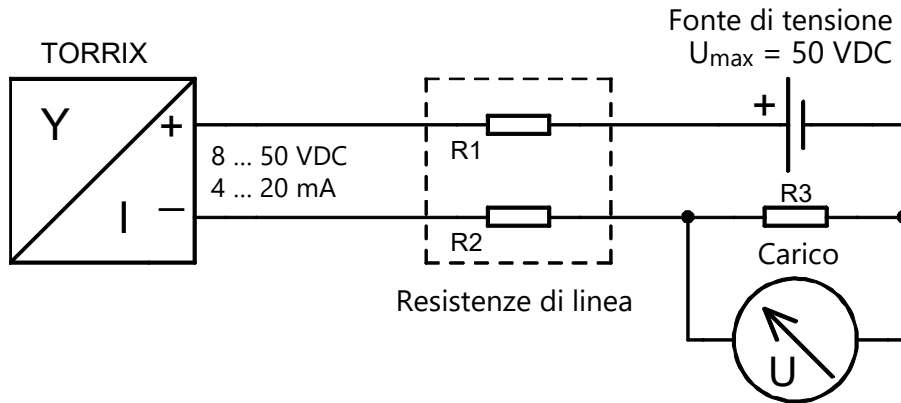 Fonte di tensione
Umax = 50 VDC
TORRIX
Y
+
+
R1
8 ... 50 VDC
4 ... 20 mA
I
–
R2
R3
Carico
Resistenze di linea
U